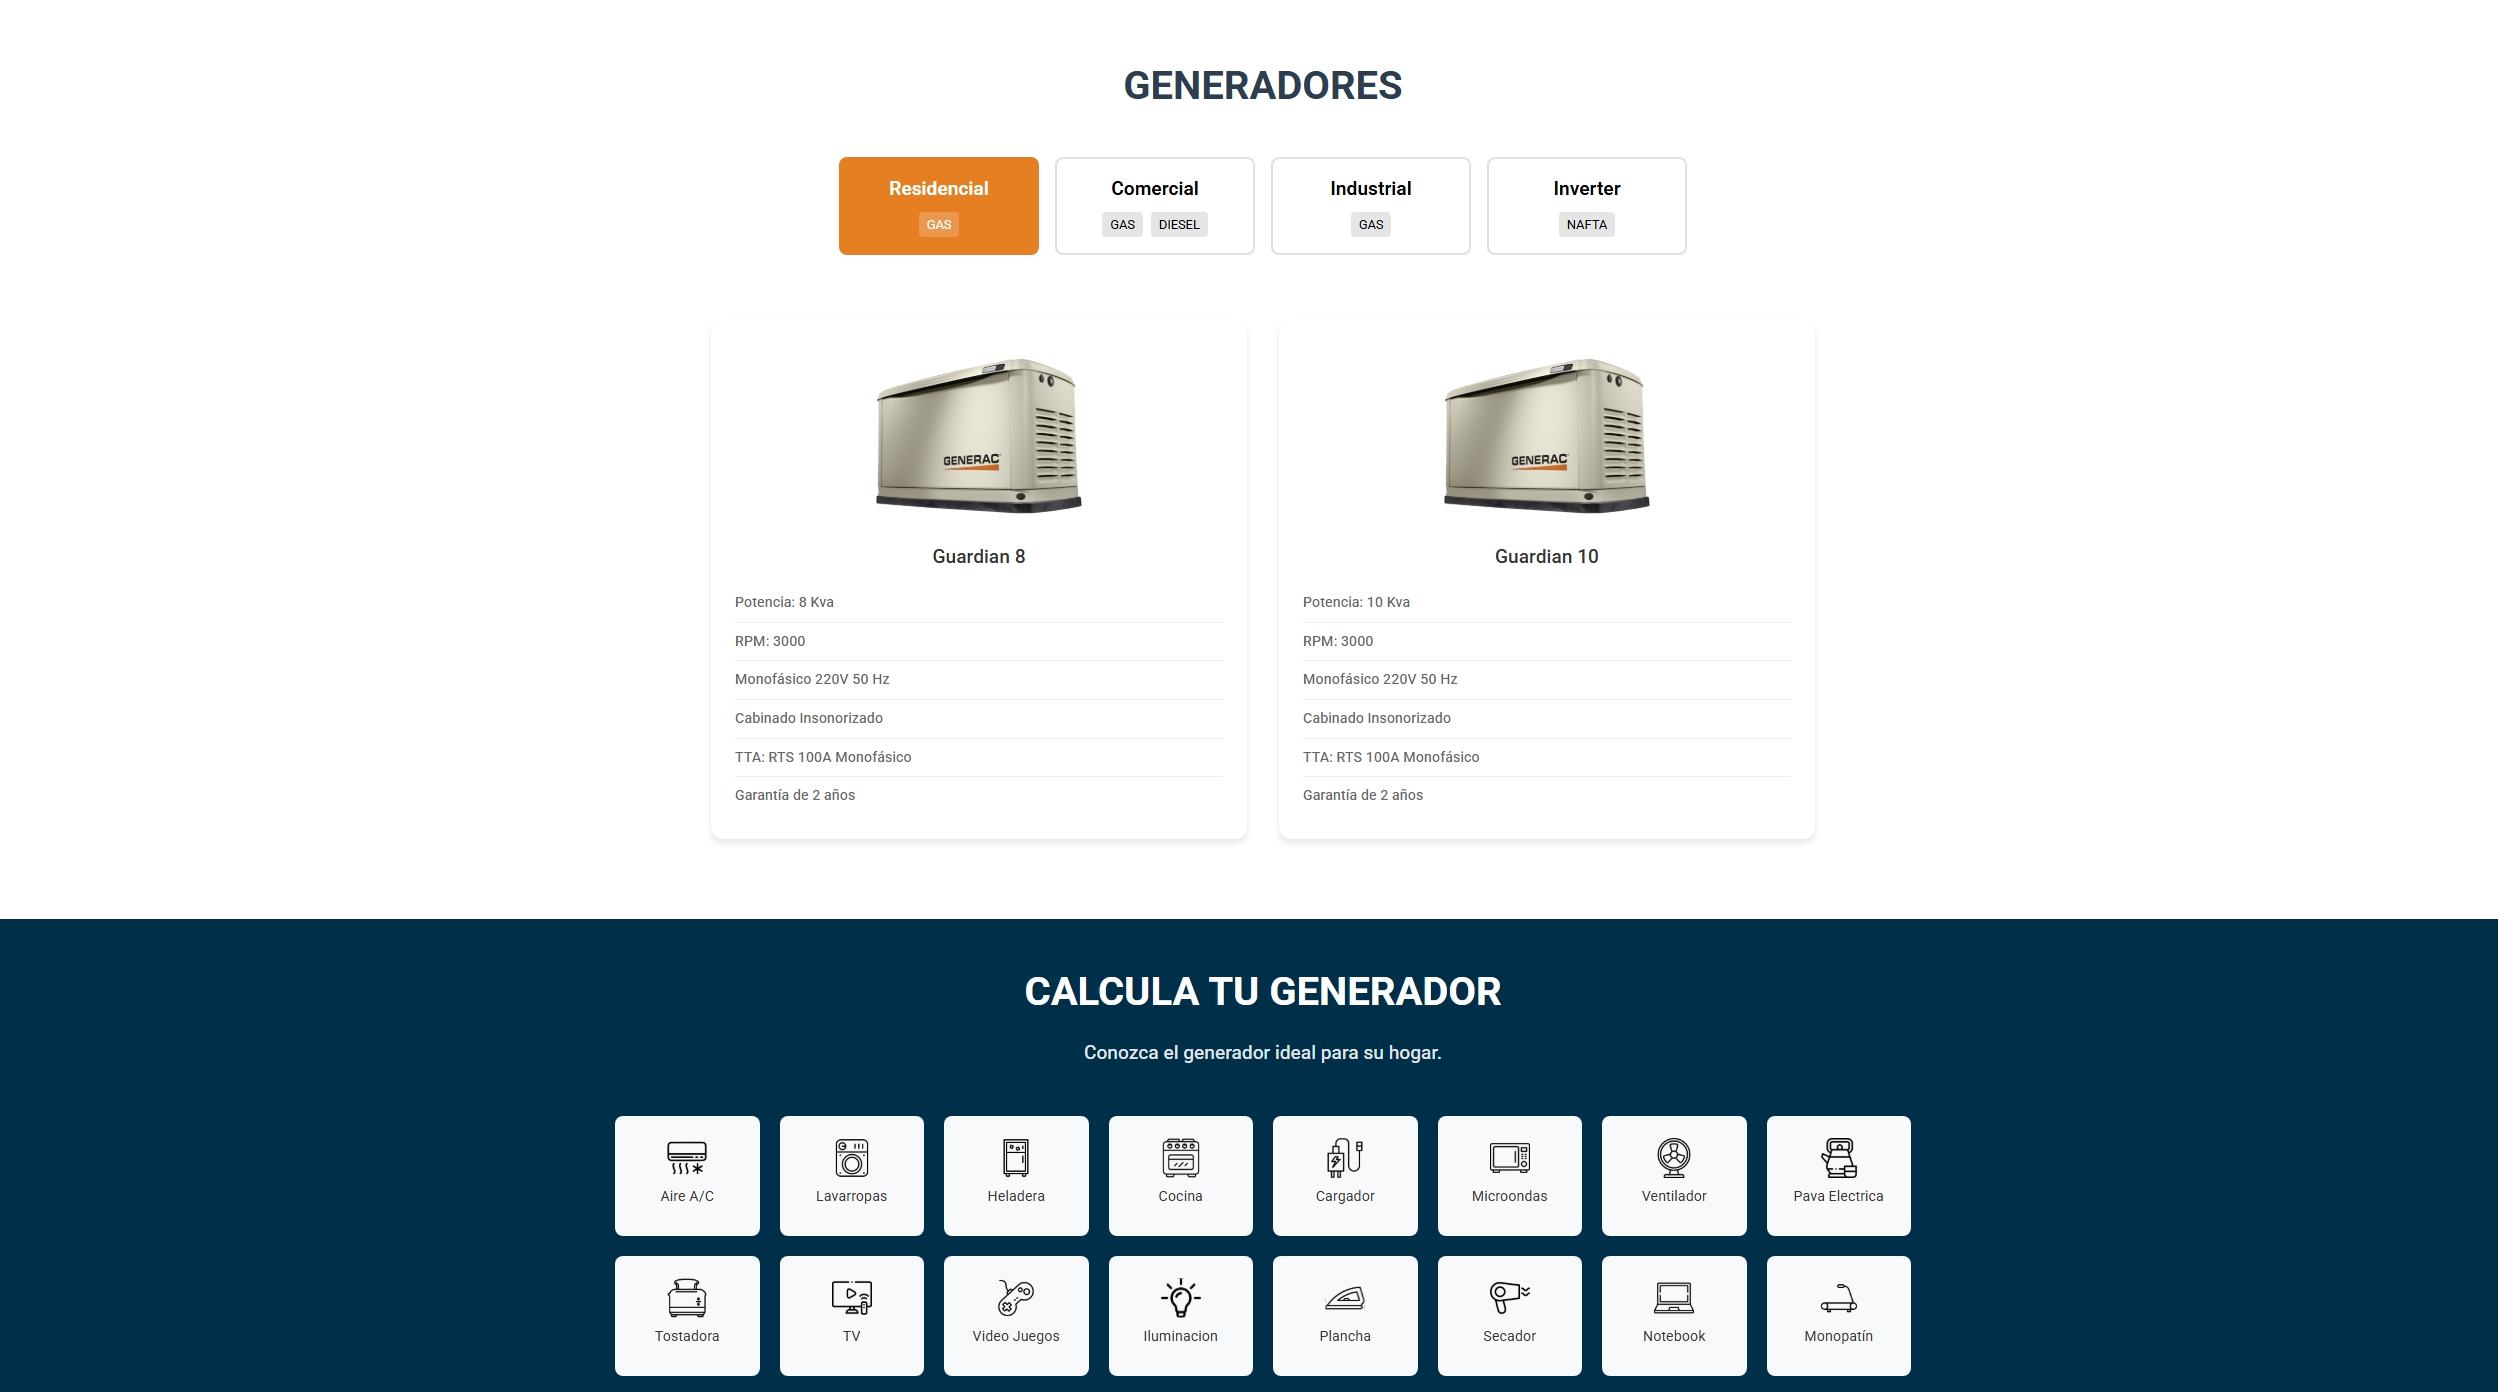 GENERADORES
Residencial
GAS
Comercial
GAS DIESEL
Industrial
GAS
Inverter
NAFTA
GENERAC
Guardian 8
Potencia: 8 Kva
RPM: 3000
Monofásico 220V 50 Hz
Cabinado Insonorizado
TTA: RTS 100A Monofásico
Garantía de 2 años
GENERAC
Guardian 10
Potencia: 10 Kva
RPM: 3000
Monofásico 220V 50 Hz
Cabinado Insonorizado
TTA: RTS 100A Monofásico
Garantía de 2 años
CALCULA TU GENERADOR
Conozca el generador ideal para su hogar.
Aire A/C
Lavarropas
Heladera
Cocina
Cargador
Microondas
Ventilador
Pava Electrica
Tostadora
TV
Video Juegos
Iluminacion
Plancha
Secador
Notebook
Monopatín